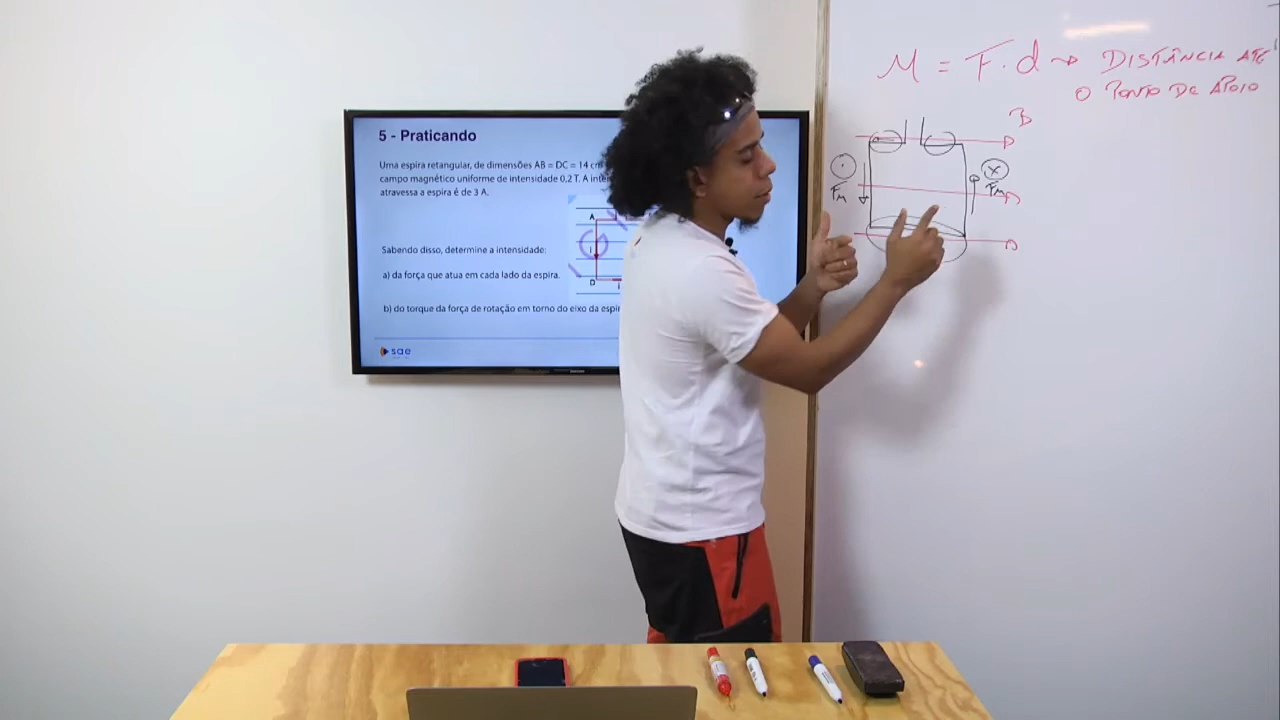 5 - Praticando
Uma espira retangular, de dimensões AB = DC = 14 cm
campo magnético uniforme de intensidade 0,2 T. A
atravessa a espira é de 3 A.
A
i
D
Sabendo disso, determine a intensidade:
a) da força que atua em cada lado da espira.
b) do torque da força de rotação em torno do eixo da
sae
M = F . d → DISTÂNCIA ATÉ
O PONTO DE APOIO
B
FM
FM